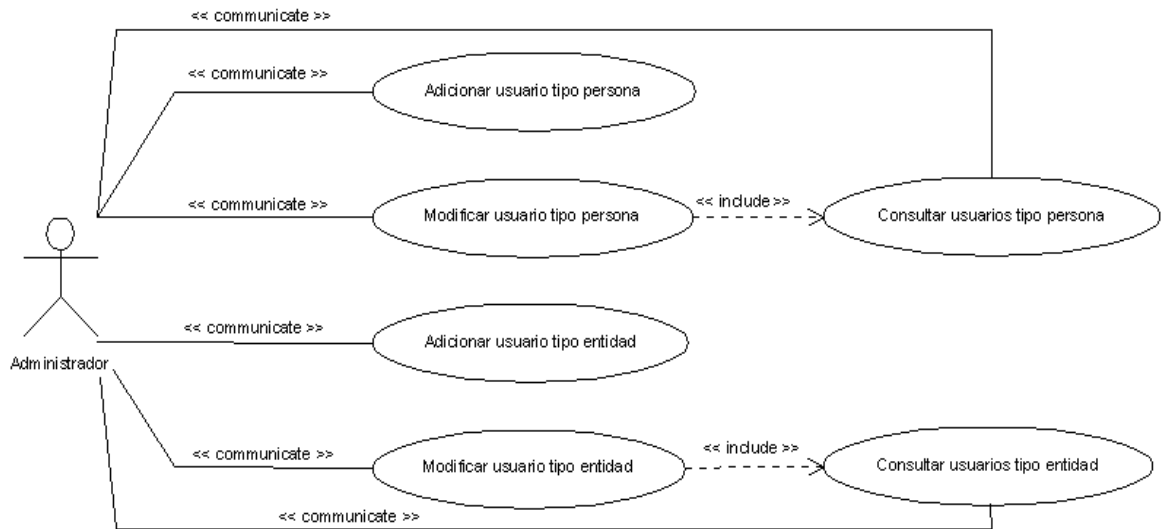 << communicate >>
<< communicate >>
Adicionar usuario tipo persona
<< communicate >>
Modificar usuario tipo persona
<< include >>
Consultar usuarios tipo persona
<< communicate >>
Adicionar usuario tipo entidad
Administrador
<< communicate >>
Modificar usuario tipo entidad
<< include >>
Consultar usuarios tipo entidad
<< communicate >>